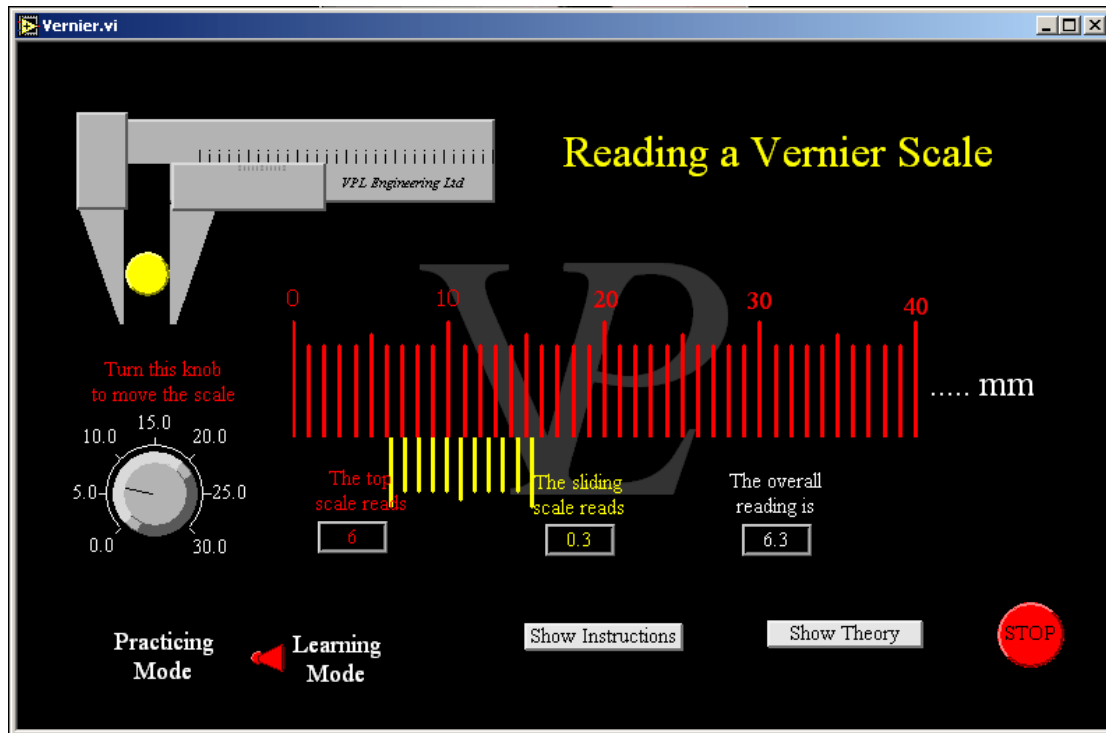 Vernier.vi
Reading a Vernier Scale
VPL Engineering Ltd
VPL
0 10 20 30 40
..... mm
Turn this knob
to move the scale
15.0
10.0 20.0
5.0 25.0
0.0 30.0
The top
scale reads
6
The sliding
scale reads
0.3
The overall
reading is
6.3
Practicing
Mode
Learning
Mode
Show Instructions
Show Theory
STOP